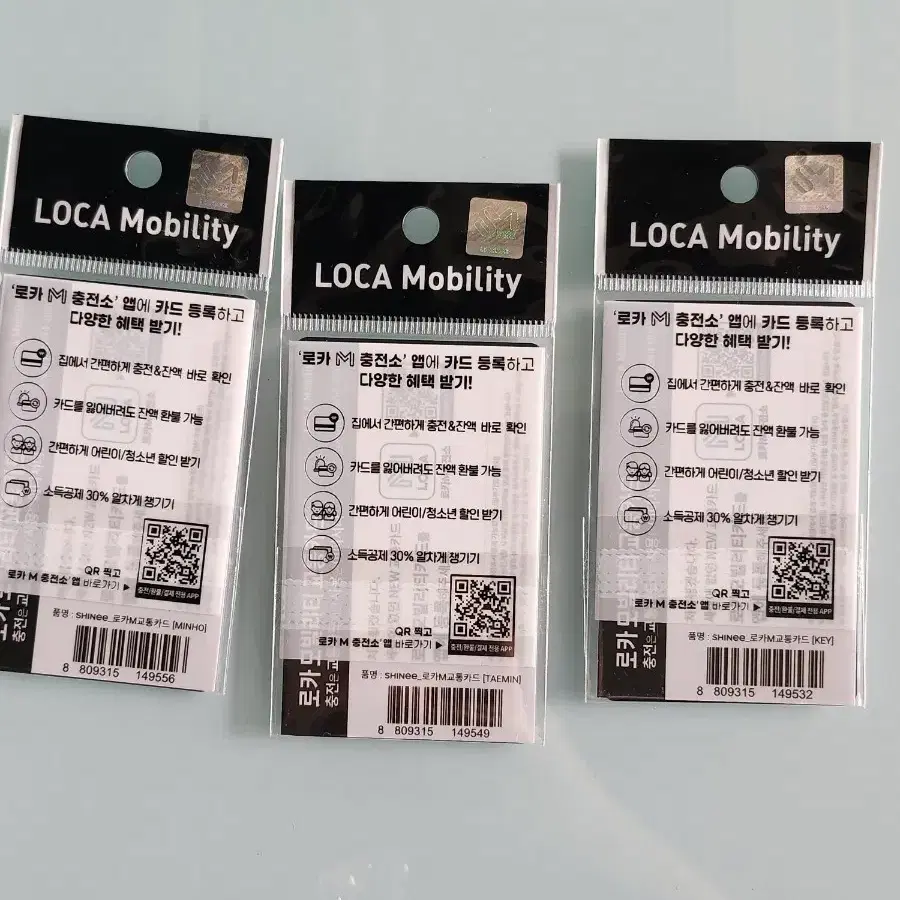 LOCA Mobility
'로카 M 충전소' 앱에 카드 등록하고
다양한 혜택 받기!
집에서 간편하게 충전&잔액 바로 확인
카드를 잃어버려도 잔액 환불 가능
간편하게 어린이/청소년 할인 받기
소득공제 30% 알차게 챙기기
QR 찍고
로카 M 충전소'앱 바로가기 ▶
충전/환불/결제 전용 APP
품명 : SHINee_로카M교통카드 [MINHO]
8 809315 149556
LOCA Mobility
'로카 M 충전소' 앱에 카드 등록하고
다양한 혜택 받기!
집에서 간편하게 충전&잔액 바로 확인
카드를 잃어버려도 잔액 환불 가능
간편하게 어린이/청소년 할인 받기
소득공제 30% 알차게 챙기기
LOCA
QR 찍고
로카 M 충전소'앱 바로가기 ▶
충전/환불/결제 전용 APP
품명 : SHINee_로카M교통카드 [TAEMIN]
8 809315 149549
충전은
LOCA Mobility
'로카 M 충전소' 앱에 카드 등록하고
다양한 혜택 받기!
집에서 간편하게 충전&잔액 바로 확인
카드를 잃어버려도 잔액 환불 가능
간편하게 어린이/청소년 할인 받기
소득공제 30% 알차게 챙기기
LOCA
QR 찍고
로카 M 충전소'앱 바로가기 ▶
충전/환불/결제 전용 APP
품명 : SHINee_로카M교통카드 [KEY]
8 809315 149532
충전은